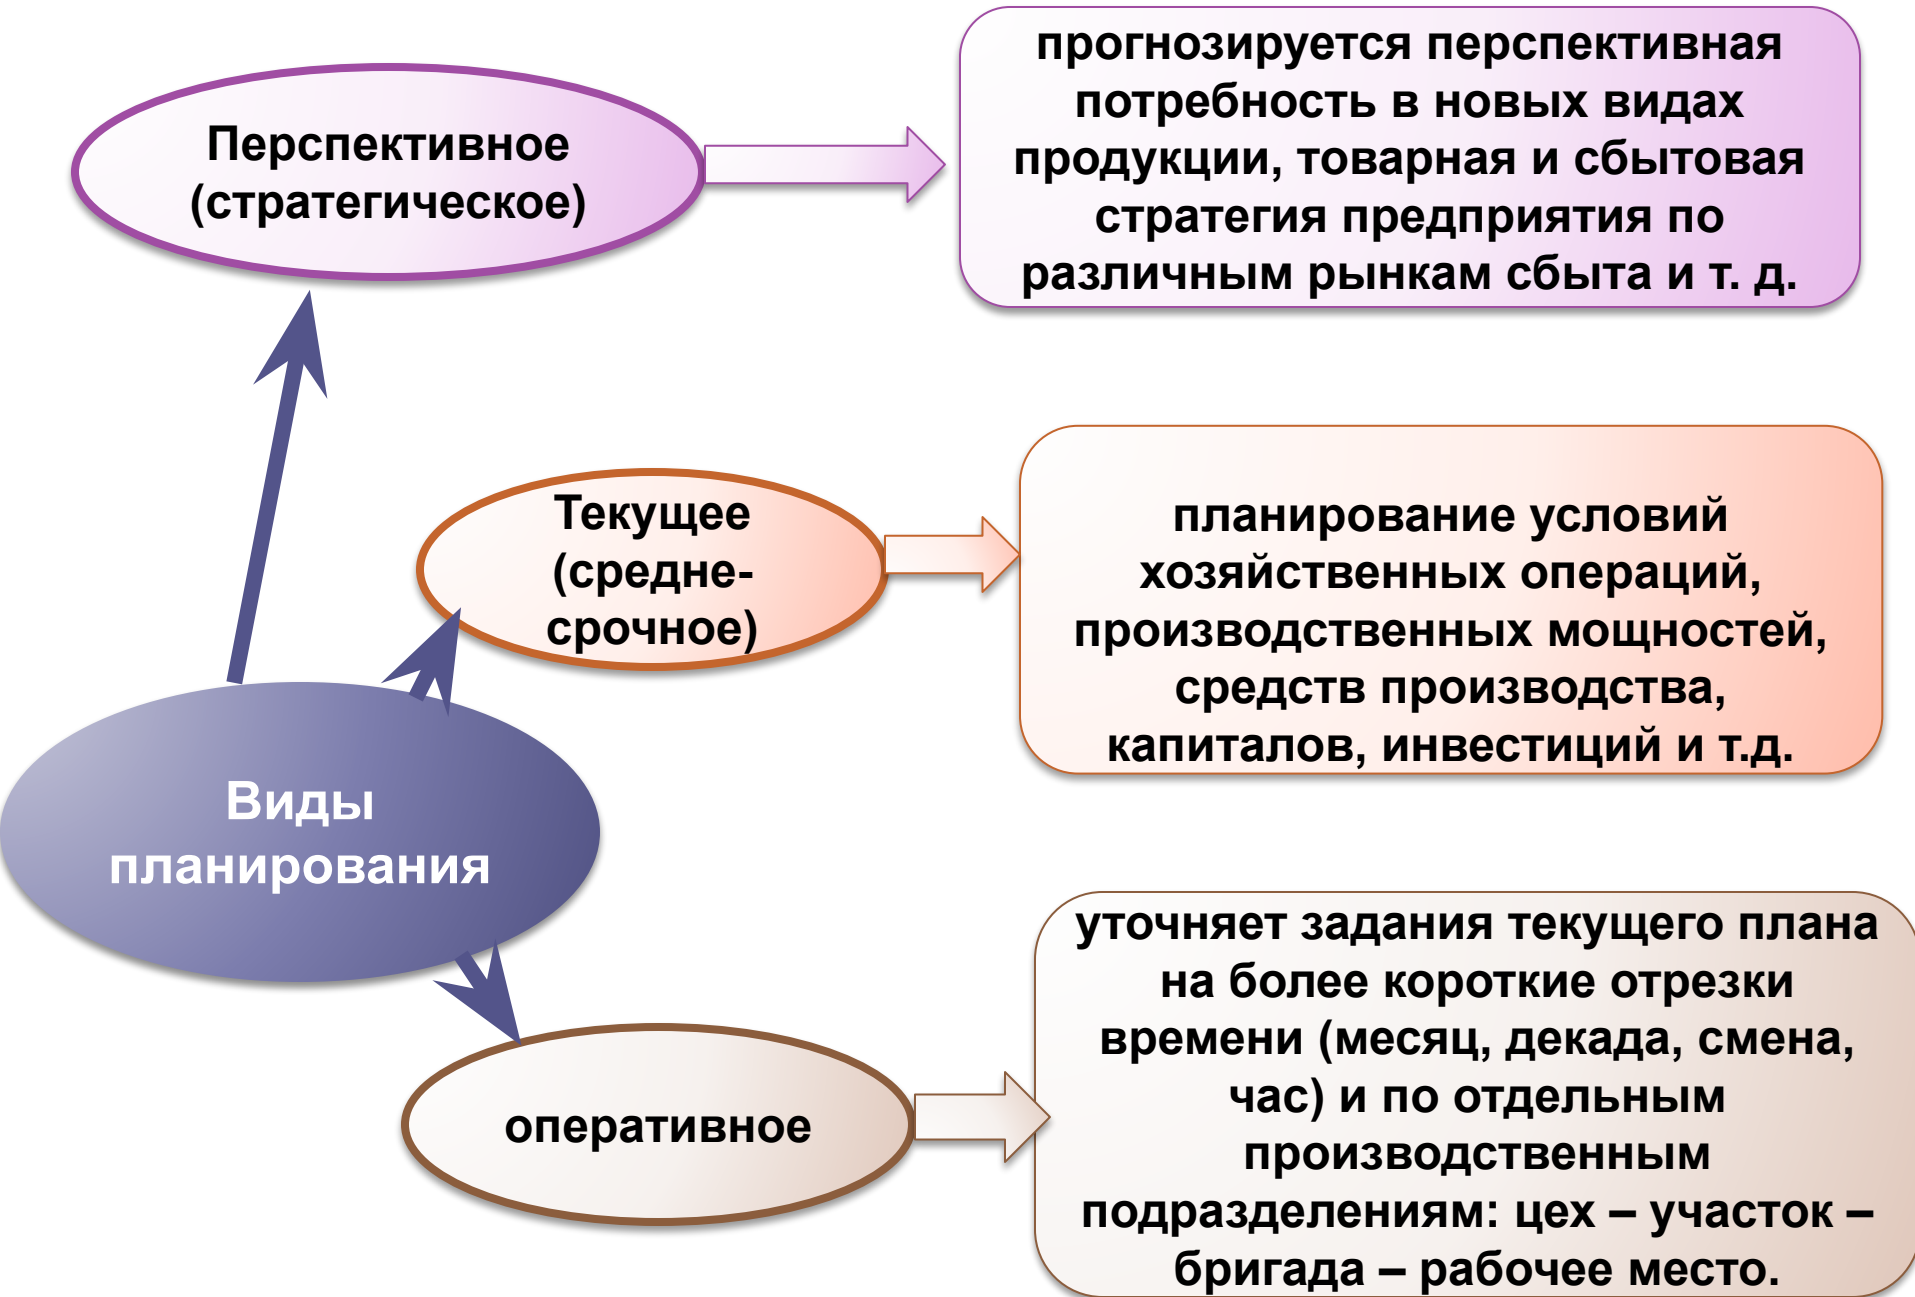 Перспективное
(стратегическое)
прогнозируется перспективная
потребность в новых видах
продукции, товарная и сбытовая
стратегия предприятия по
различным рынкам сбыта и т. д.
Текущее
(средне-
срочное)
планирование условий
хозяйственных операций,
производственных мощностей,
средств производства,
капиталов, инвестиций и т.д.
Виды
планирования
оперативное
уточняет задания текущего плана
на более короткие отрезки
времени (месяц, декада, смена,
час) и по отдельным
производственным
подразделениям: цех – участок –
бригада – рабочее место.